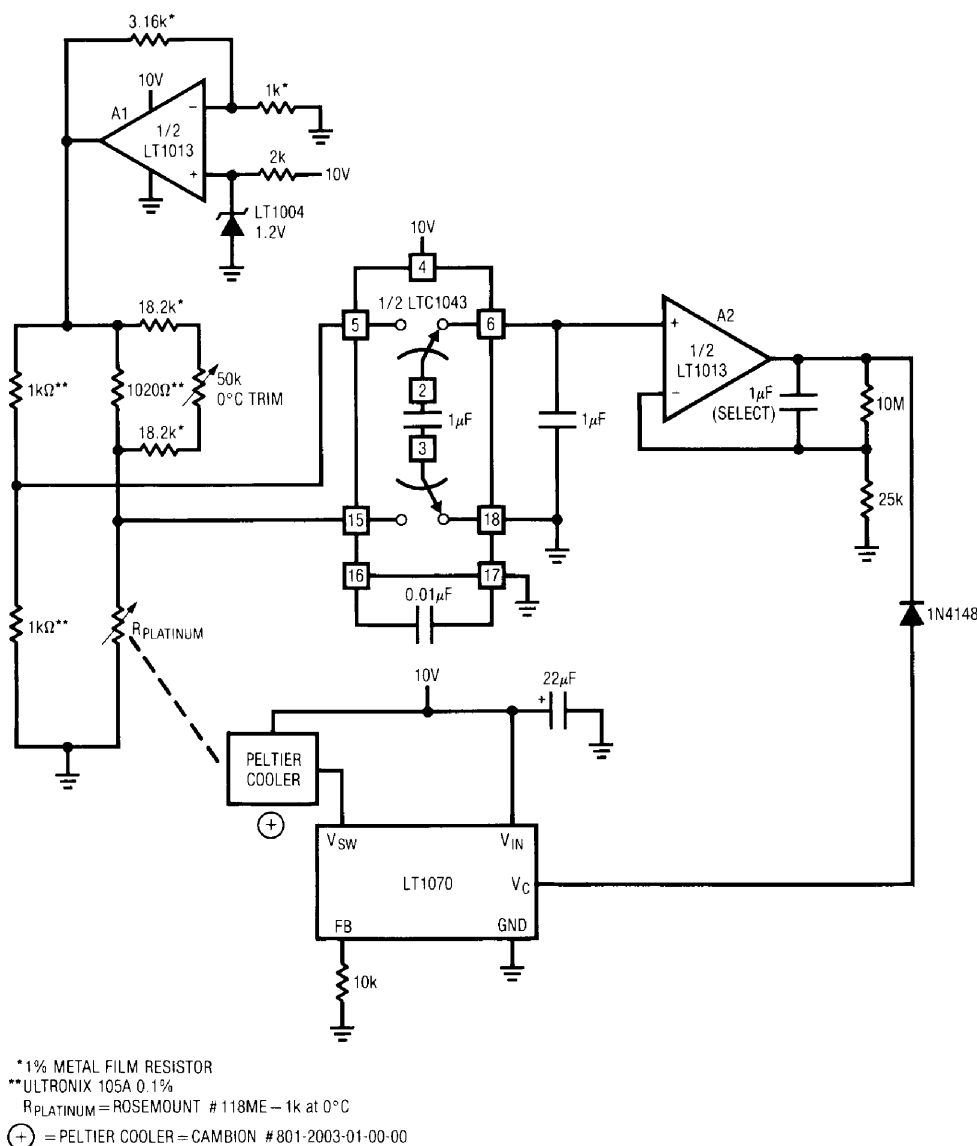 3.16k*
10V
A1
1k*
1/2
LT1013
2k
10V
LT1004
1.2V
10V
4
18.2k*
1/2 LTC1043
5
6
A2
1/2
LT1013
1kΩ**
1020Ω**
50k
0°C TRIM
2
1µF
3
1µF
1µF
(SELECT)
10M
18.2k*
25k
15
18
16
17
0.01µF
1kΩ**
RPLATINUM
1N4148
10V
22µF
+
PELTIER
COOLER
+
VSW
VIN
LT1070
VC
FB
GND
10k
*1% METAL FILM RESISTOR
**ULTRONIX 105A 0.1%
RPLATINUM = ROSEMOUNT #118ME – 1k at 0°C
+ = PELTIER COOLER = CAMBION #801-2003-01-00-00